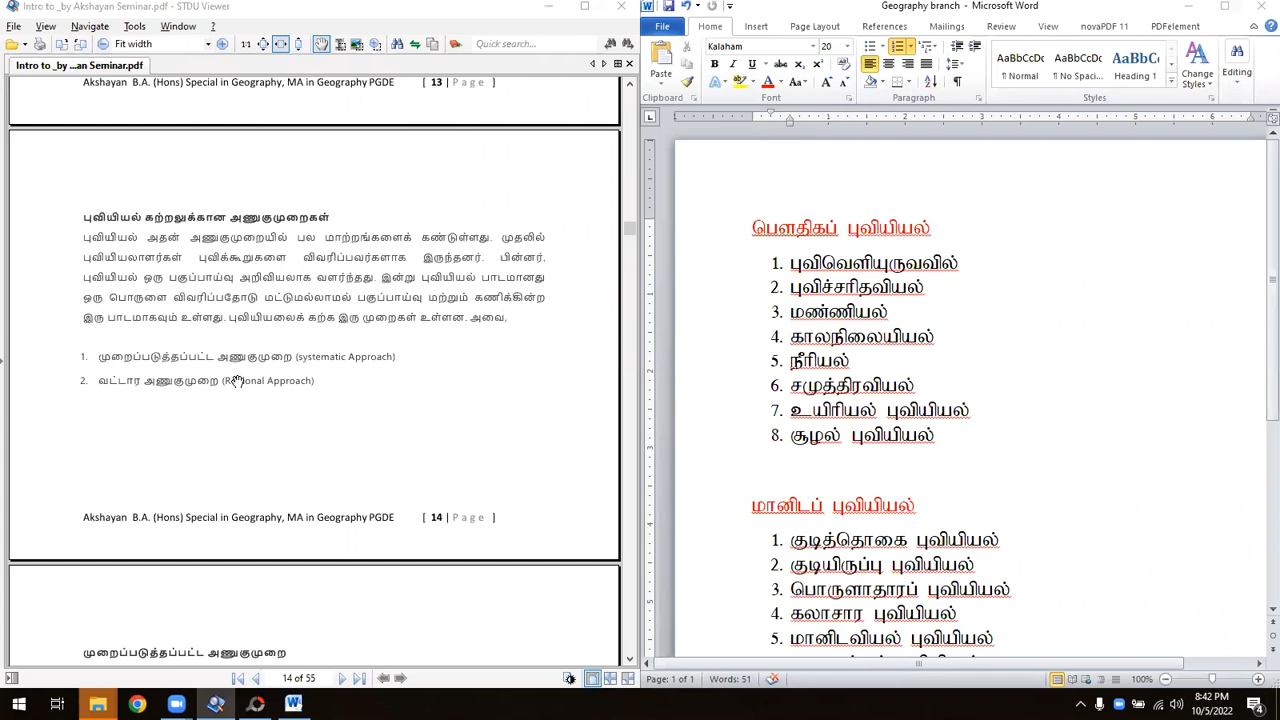 Intro to _by Akshayan Seminar.pdf - STDU Viewer
File View Navigate Tools Help
Fit width 1:1 Quick search...
Intro to _by ...an Seminar.pdf
Akshayan B.A. (Hons) Special in Geography, MA in Geography PGDE [ 13 | Page ]
புவியியல் கற்றலுக்கான அணுகுமுறைகள்
புவியியல் அதன் அணுகுமுறையில் பல மாற்றங்களைக் கண்டுள்ளது. முதலில்
புவியியலாளர்கள் புவிக்கூறுகளை விவரிப்பவர்களாக இருந்தனர். பின்னர்,
புவியியல் ஒரு பகுப்பாய்வு அறிவியலாக வளர்ந்தது. இன்று புவியியல் பாடமானது
ஒரு பொருளை விவரிப்பதோடு மட்டுமல்லாமல் பகுப்பாய்வு மற்றும் கணிக்கின்ற
இரு பாடமாகவும் உள்ளது. புவியியலைக் கற்க இரு முறைகள் உள்ளன. அவை,
1. முறைப்படுத்தப்பட்ட அணுகுமுறை (systematic Approach)
2. வட்டார அணுகுமுறை Approach)
Akshayan B.A. (Hons) Special in Geography, MA in Geography PGDE [ 14 | Page ]
முறைப்படுத்தப்பட்ட அணுகுமுறை
14 of 55
Geography branch - Microsoft Word
File Home Insert Page Layout References Mailings Review View novaPDF 11 PDFelement
Kalaham 20
Paste
AaBbCcDc AaBbCcDc AaBbC
¶ Normal ¶ No Spaci... Heading 1
Change Styles
Editing
Clipboard Font Paragraph Styles
பௌதிகப் புவியியல்
1. புவிவெளியுருவவில்
2. புவிச்சரிதவியல்
3. மண்ணியல்
4. காலநிலையியல்
5. நீரியல்
6. சமுத்திரவியல்
7. உயிரியல் புவியியல்
8. சூழல் புவியியல்
மானிடப் புவியியல்
1. குடித்தொகை புவியியல்
2. குடியிருப்பு புவியியல்
3. பொருளாதாரப் புவியியல்
4. கலாசார புவியியல்
5. மானிடவியல் புவியியல்
Page: 1 of 1 Words: 51 100%
8:42 PM
10/5/2022